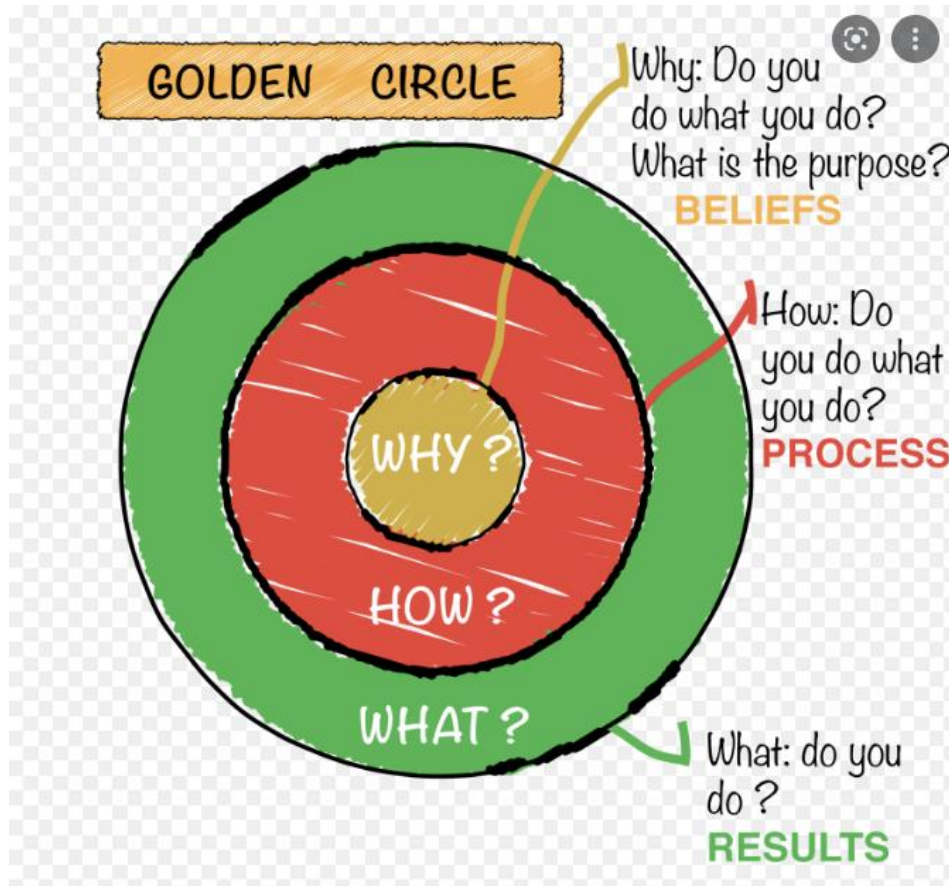 GOLDEN CIRCLE
Why: Do you
do what you do?
What is the purpose?
BELIEFS
How: Do
you do what
you do?
PROCESS
WHY ?
HOW ?
WHAT ?
What: do you
do ?
RESULTS